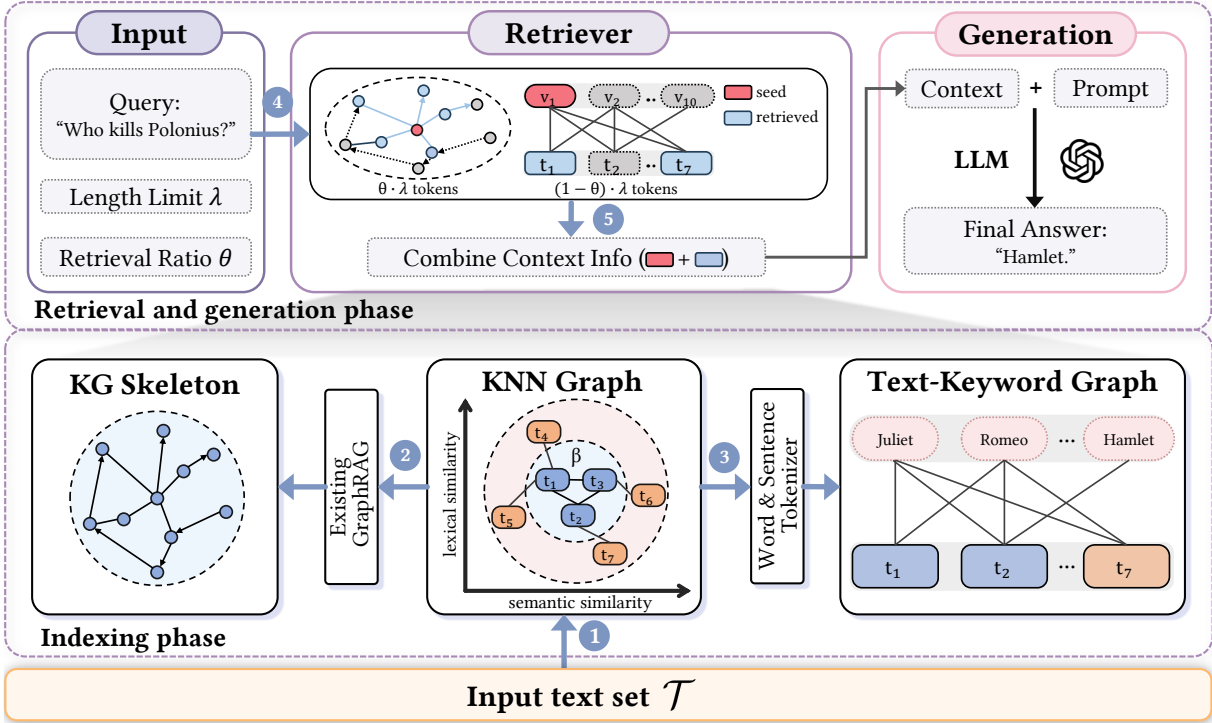 Input
Query:
“Who kills Polonius?”
Length Limit λ
Retrieval Ratio θ
4
Retriever
θ · λ tokens
v1 v2 .. v10
t1 t2 .. t7
(1 − θ) · λ tokens
seed
retrieved
5
Combine Context Info ( + )
Generation
Context + Prompt
LLM
Final Answer:
“Hamlet.”
Retrieval and generation phase
KG Skeleton
2
Existing
GraphRAG
KNN Graph
lexical similarity
semantic similarity
β
t4
t1 t3
t6
t5
t2
t7
3
Word & Sentence
Tokenizer
Text-Keyword Graph
Juliet Romeo ... Hamlet
t1 t2 ... t7
Indexing phase
1
Input text set 𝒯